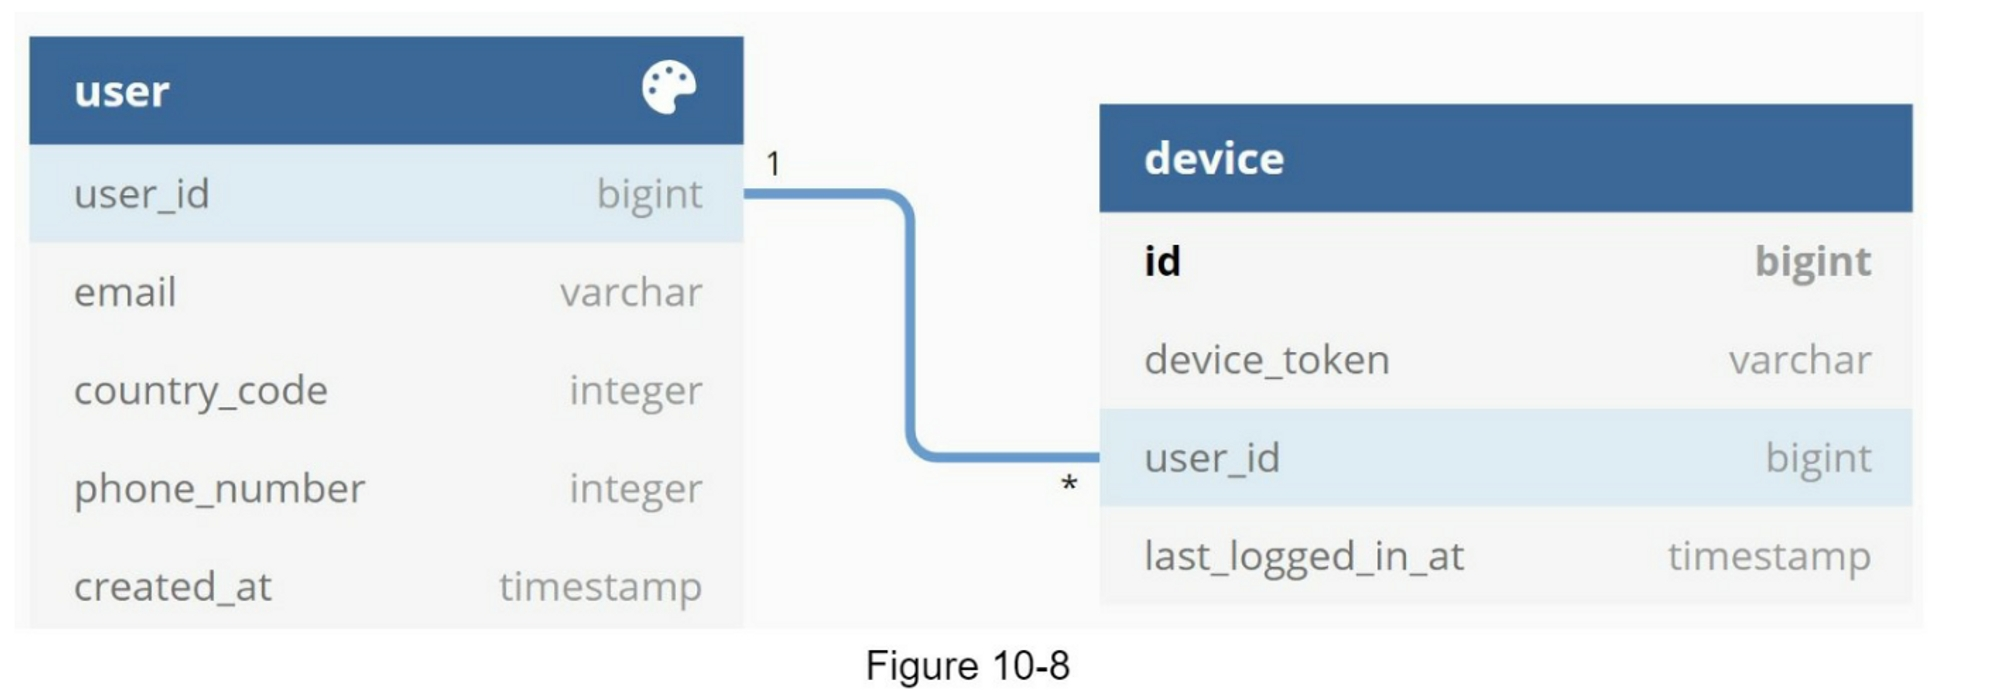 user
user_id bigint
email varchar
country_code integer
phone_number integer
created_at timestamp
1
*
device
id bigint
device_token varchar
user_id bigint
last_logged_in_at timestamp
Figure 10-8